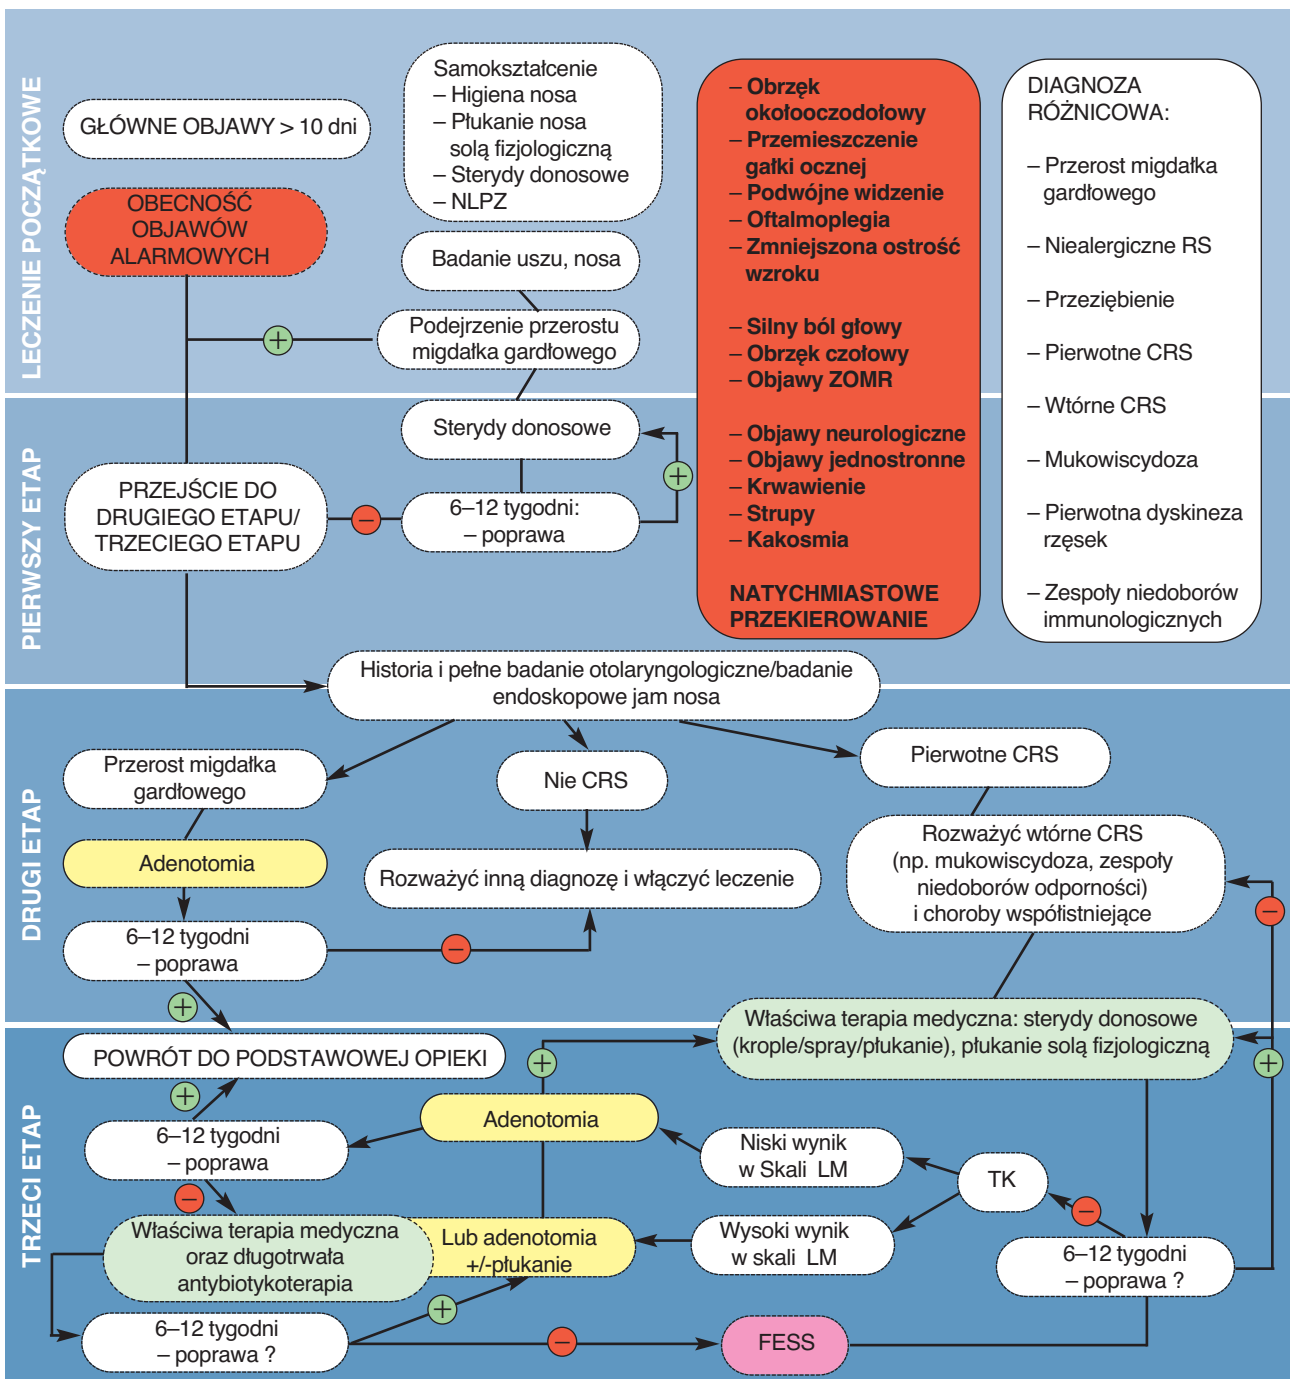 LECZENIE POCZĄTKOWE
GŁÓWNE OBJAWY > 10 dni
OBECNOŚĆ
OBJAWÓW
ALARMOWYCH
Samokształcenie
– Higiena nosa
– Płukanie nosa
solą fizjologiczną
– Sterydy donosowe
– NLPZ
Badanie uszu, nosa
+
Podejrzenie przerostu
migdałka gardłowego
– Obrzęk
okołooczodołowy
– Przemieszczenie
gałki ocznej
– Podwójne widzenie
– Oftalmoplegia
– Zmniejszona ostrość
wzroku
– Silny ból głowy
– Obrzęk czołowy
– Objawy ZOMR
– Objawy neurologiczne
– Objawy jednostronne
– Krwawienie
– Strupy
– Kakosmia
NATYCHMIASTOWE
PRZEKIEROWANIE
DIAGNOZA
RÓŻNICOWA:
– Przerost migdałka
gardłowego
– Niealergiczne RS
– Przeziębienie
– Pierwotne CRS
– Wtórne CRS
– Mukowiscydoza
– Pierwotna dyskineza
rzęsek
– Zespoły niedoborów
immunologicznych
PIERWSZY ETAP
Sterydy donosowe
+
PRZEJŚCIE DO
DRUGIEGO ETAPU/
TRZECIEGO ETAPU
–
6–12 tygodni:
– poprawa
Historia i pełne badanie otolaryngologiczne/badanie
endoskopowe jam nosa
DRUGI ETAP
Przerost migdałka
gardłowego
Nie CRS
Pierwotne CRS
Adenotomia
Rozważyć inną diagnozę i włączyć leczenie
Rozważyć wtórne CRS
(np. mukowiscydoza, zespoły
niedoborów odporności)
i choroby współistniejące
–
6–12 tygodni
– poprawa
–
+
TRZECI ETAP
Właściwa terapia medyczna: sterydy donosowe
(krople/spray/płukanie), płukanie solą fizjologiczną
POWRÓT DO PODSTAWOWEJ OPIEKI
+
+
+
Adenotomia
6–12 tygodni
– poprawa
Niski wynik
w Skali LM
TK
–
–
Właściwa terapia medyczna
oraz długotrwała
antybiotykoterapia
Lub adenotomia
+/-płukanie
Wysoki wynik
w skali LM
6–12 tygodni
– poprawa ?
+
6–12 tygodni
– poprawa ?
–
FESS